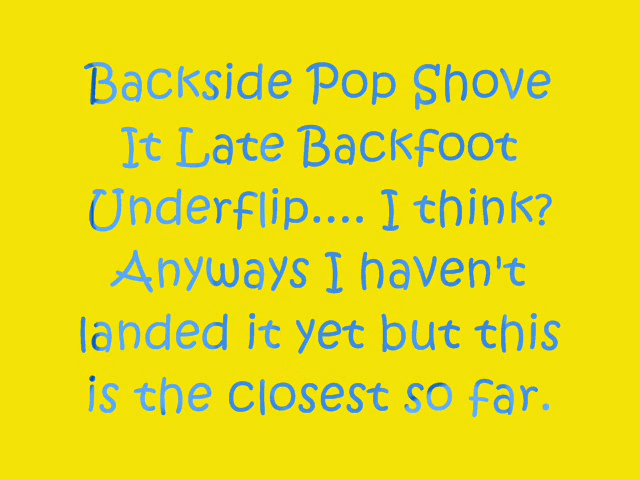 Backside Pop Shove
It Late Backfoot
Underflip.... I think?
Anyways I haven't
landed it yet but this
is the closest so far.